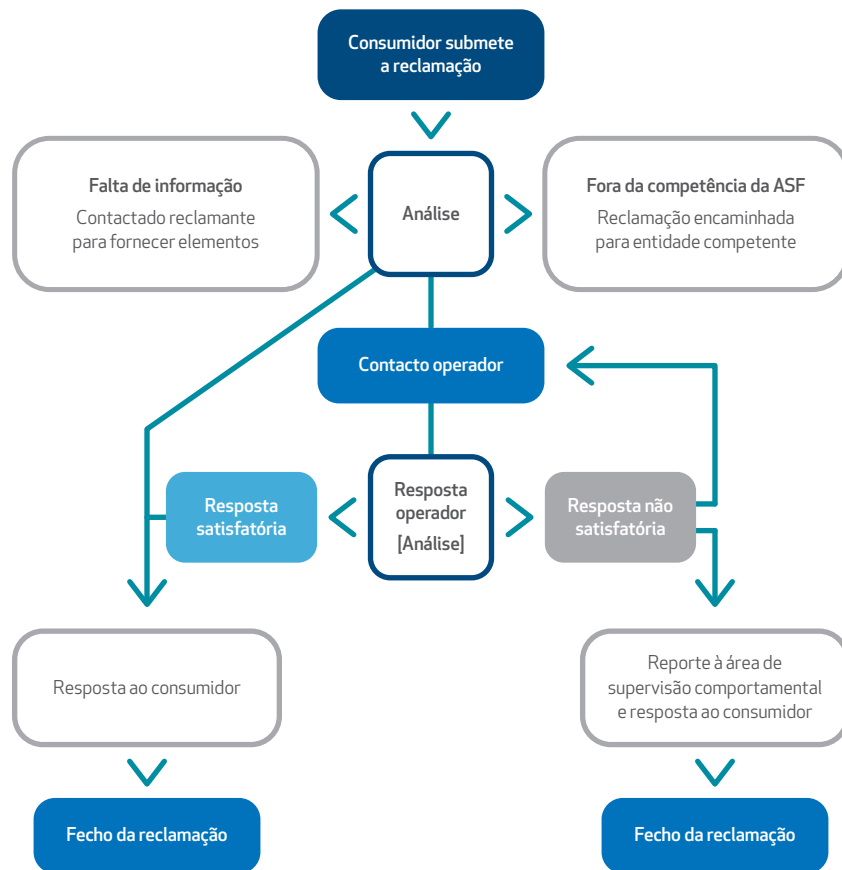 Consumidor submete
a reclamação
Falta de informação
Contactado reclamante
para fornecer elementos
Análise
Fora da competência da ASF
Reclamação encaminhada
para entidade competente
Contacto operador
Resposta
satisfatória
Resposta
operador
[Análise]
Resposta não
satisfatória
Resposta ao consumidor
Reporte à área de
supervisão comportamental
e resposta ao consumidor
Fecho da reclamação
Fecho da reclamação